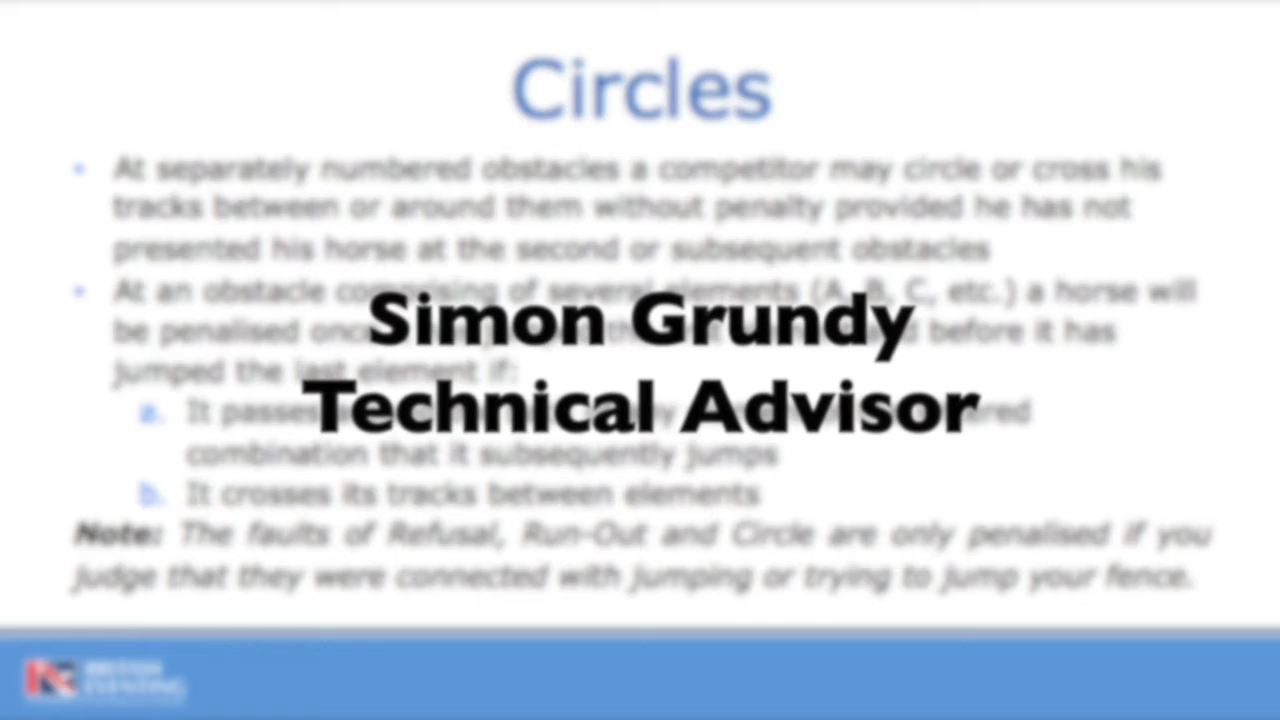 Circles
• At separately numbered obstacles a competitor may circle or cross his
tracks between or around them without penalty provided he has not
presented his horse at the second or subsequent obstacles
• At an obstacle comprising of several elements (A, B, C, etc.) a horse will
be penalised once before it has
jumped the last element if:
Simon Grundy
Technical Advisor
a. It passes
combination that it subsequently jumps
b. It crosses its tracks between elements
Note: The faults of Refusal, Run-Out and Circle are only penalised if you
judge that they were connected with jumping or trying to jump your fence.
BRITISH
EVENTING